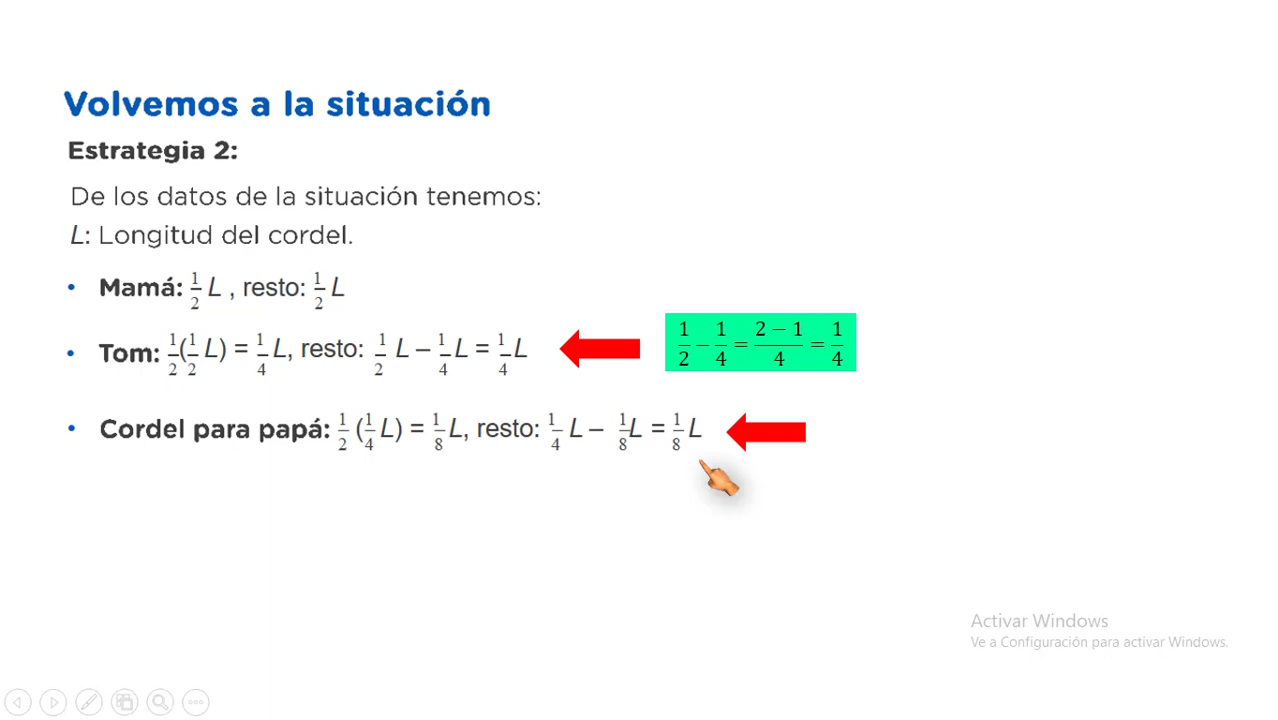 Volvemos a la situación
Estrategia 2:
De los datos de la situación tenemos:
L: Longitud del cordel.
• Mamá: 1/2 L , resto: 1/2 L
• Tom: 1/2(1/2 L) = 1/4 L, resto: 1/2 L – 1/4 L = 1/4 L
1/2 − 1/4 = (2 − 1)/4 = 1/4
• Cordel para papá: 1/2 (1/4 L) = 1/8 L, resto: 1/4 L – 1/8 L = 1/8 L
Activar Windows
Ve a Configuración para activar Windows.